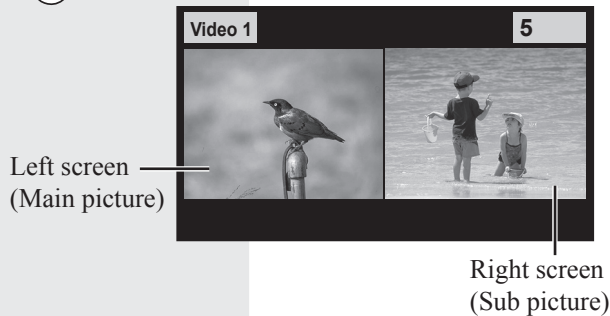 Video 1
5
Left screen
(Main picture)
Right screen
(Sub picture)